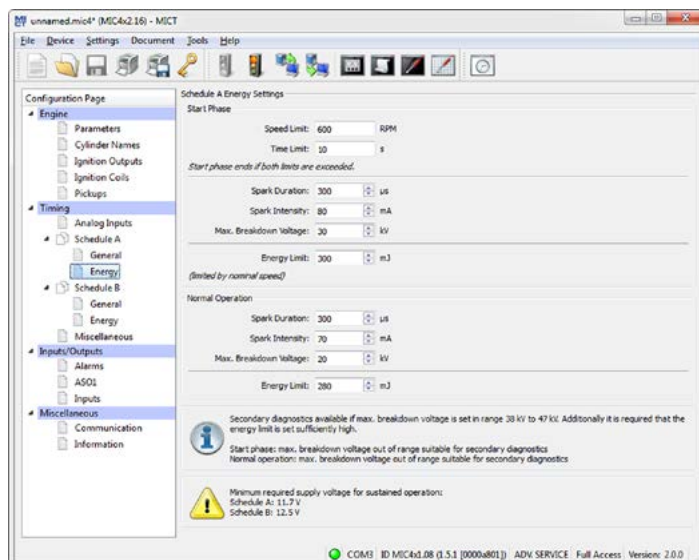 unnamed.mic4* (MIC4x2.16) - MICT
File Device Settings Document Tools Help
Configuration Page
Engine
Parameters
Cylinder Names
Ignition Outputs
Ignition Coils
Pickups
Timing
Analog Inputs
Schedule A
General
Energy
Schedule B
General
Energy
Miscellaneous
Inputs/Outputs
Alarms
ASO1
Inputs
Miscellaneous
Communication
Information
Schedule A Energy Settings
Start Phase
Speed Limit: 600 RPM
Time Limit: 10 s
Start phase ends if both limits are exceeded.
Spark Duration: 300 µs
Spark Intensity: 80 mA
Max. Breakdown Voltage: 30 kV
Energy Limit: 300 mJ
(limited by nominal speed)
Normal Operation
Spark Duration: 300 µs
Spark Intensity: 70 mA
Max. Breakdown Voltage: 20 kV
Energy Limit: 280 mJ
Secondary diagnostics available if max. breakdown voltage is set in range 38 kV to 47 kV. Additionally it is required that the
energy limit is set sufficiently high.
Start phase: max. breakdown voltage out of range suitable for secondary diagnostics
Normal operation: max. breakdown voltage out of range suitable for secondary diagnostics
Minimum required supply voltage for sustained operation:
Schedule A: 11.7 V
Schedule B: 12.5 V
COM3 ID MIC4x1.08 (1.5.1 [0000a801]) ADV. SERVICE Full Access Version: 2.0.0